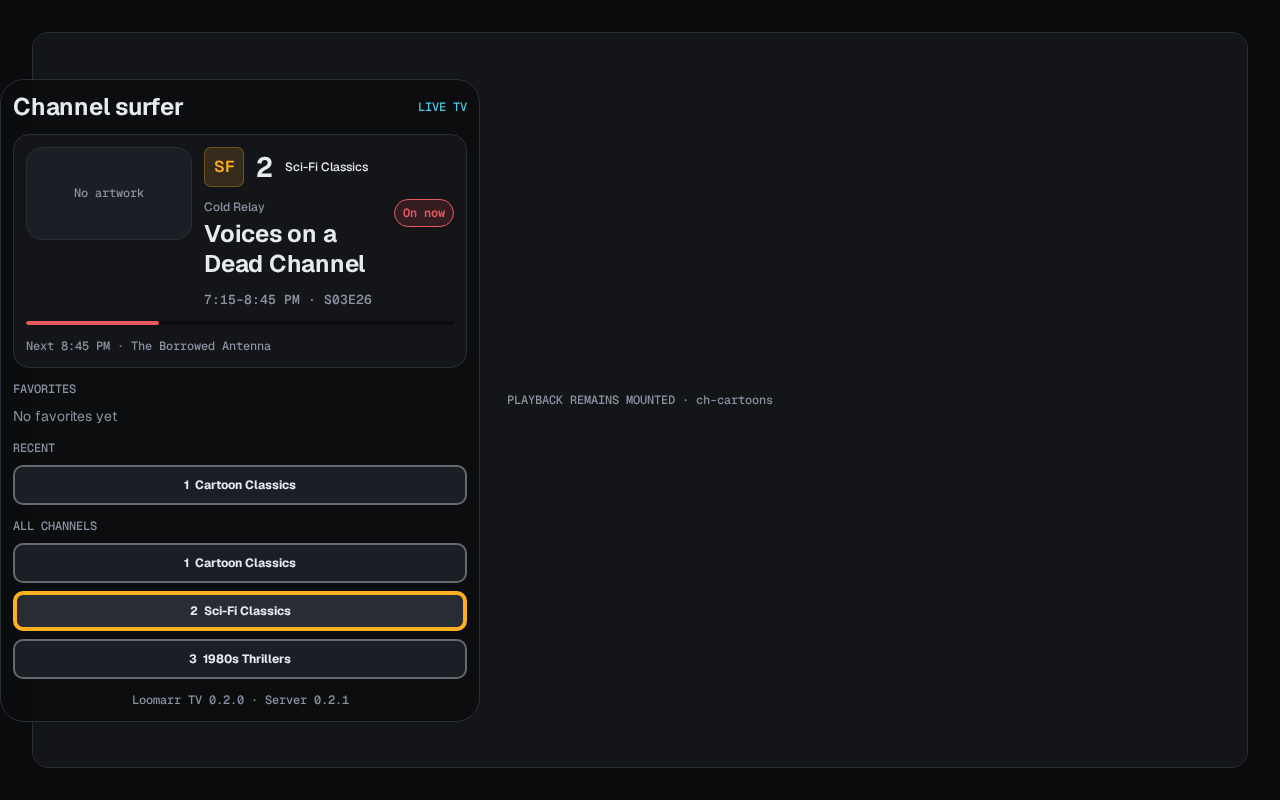 Channel surfer
LIVE TV
No artwork
SF
2
Sci-Fi Classics
Cold Relay
On now
Voices on a
Dead Channel
7:15–8:45 PM · S03E26
Next 8:45 PM · The Borrowed Antenna
FAVORITES
No favorites yet
RECENT
1 Cartoon Classics
ALL CHANNELS
1 Cartoon Classics
2 Sci-Fi Classics
3 1980s Thrillers
Loomarr TV 0.2.0 · Server 0.2.1
PLAYBACK REMAINS MOUNTED · ch-cartoons